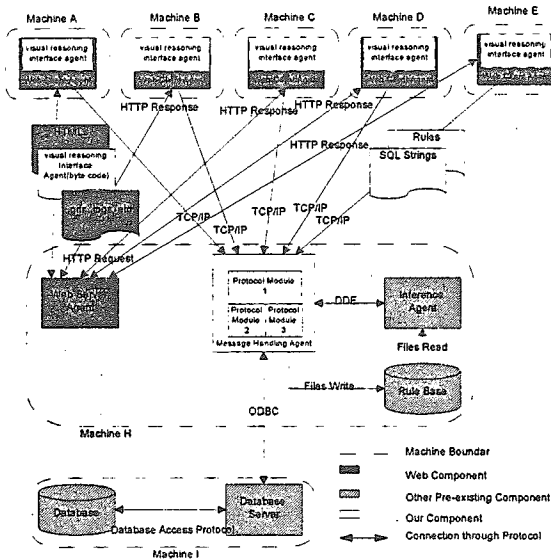 Machine A
Machine B
Machine C
Machine D
Machine E
visual reasoning
interface agent
visual reasoning
interface agent
visual reasoning
interface agent
visual reasoning
interface agent
visual reasoning
interface agent
HTTP Response
HTTP Response
HTTP Response
HTTP Response
HTMLs
visual reasoning
Interface
Agent(byte code)
Rulas
SQL Strings
TCP/IP
TCP/IP
TCP/IP
TCP/IP
TCP/IP
HTTP Request
Web Server
Agent
Protocol Module
1
Protocol
Module
2
Protocol
Module
3
Message Handling Agent
DDE
Inference
Agent
Files Read
Files Write
Rule Base
ODBC
Machine H
Database
Database Access Protocol
Database
Server
Machine I
Machine Boundar
Web Component
Other Pre-existing Component
Our Component
Connection through Protocol